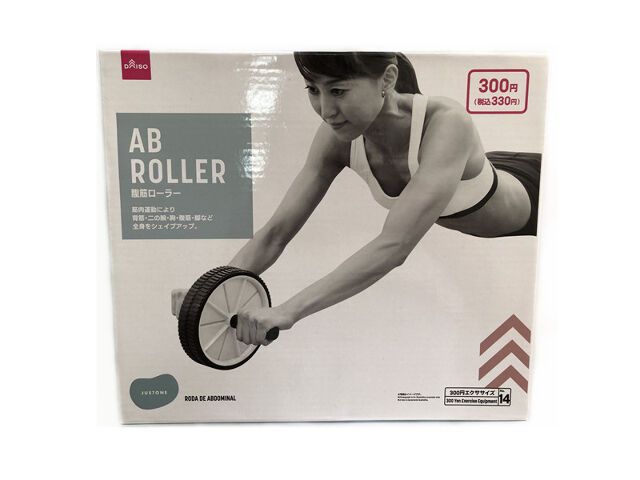 DAISO
300円
(税込330円)
AB
ROLLER
腹筋ローラー
筋肉運動により
背筋・二の腕・胸・腹筋・脚など
全身をシェイプアップ。
JUSTONE
RODA DE ABDOMINAL
300円エクササイズ
300 Yen Exercise Equipment
No.
14